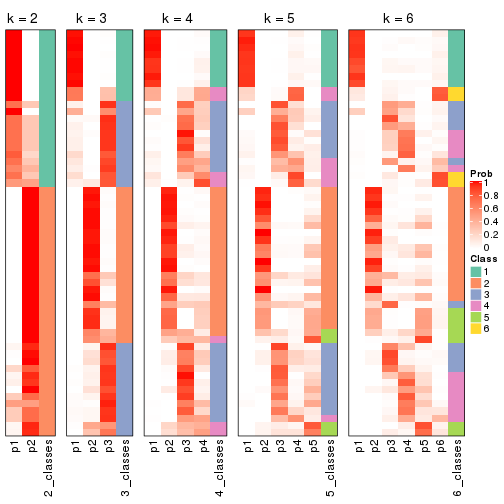 k = 2
k = 3
k = 4
k = 5
k = 6
Prob
1
0.8
0.6
0.4
0.2
0
Class
1
2
3
4
5
6
p1
p2
2_classes
p1
p2
p3
3_classes
p1
p2
p3
p4
4_classes
p1
p2
p3
p4
p5
5_classes
p1
p2
p3
p4
p5
p6
6_classes